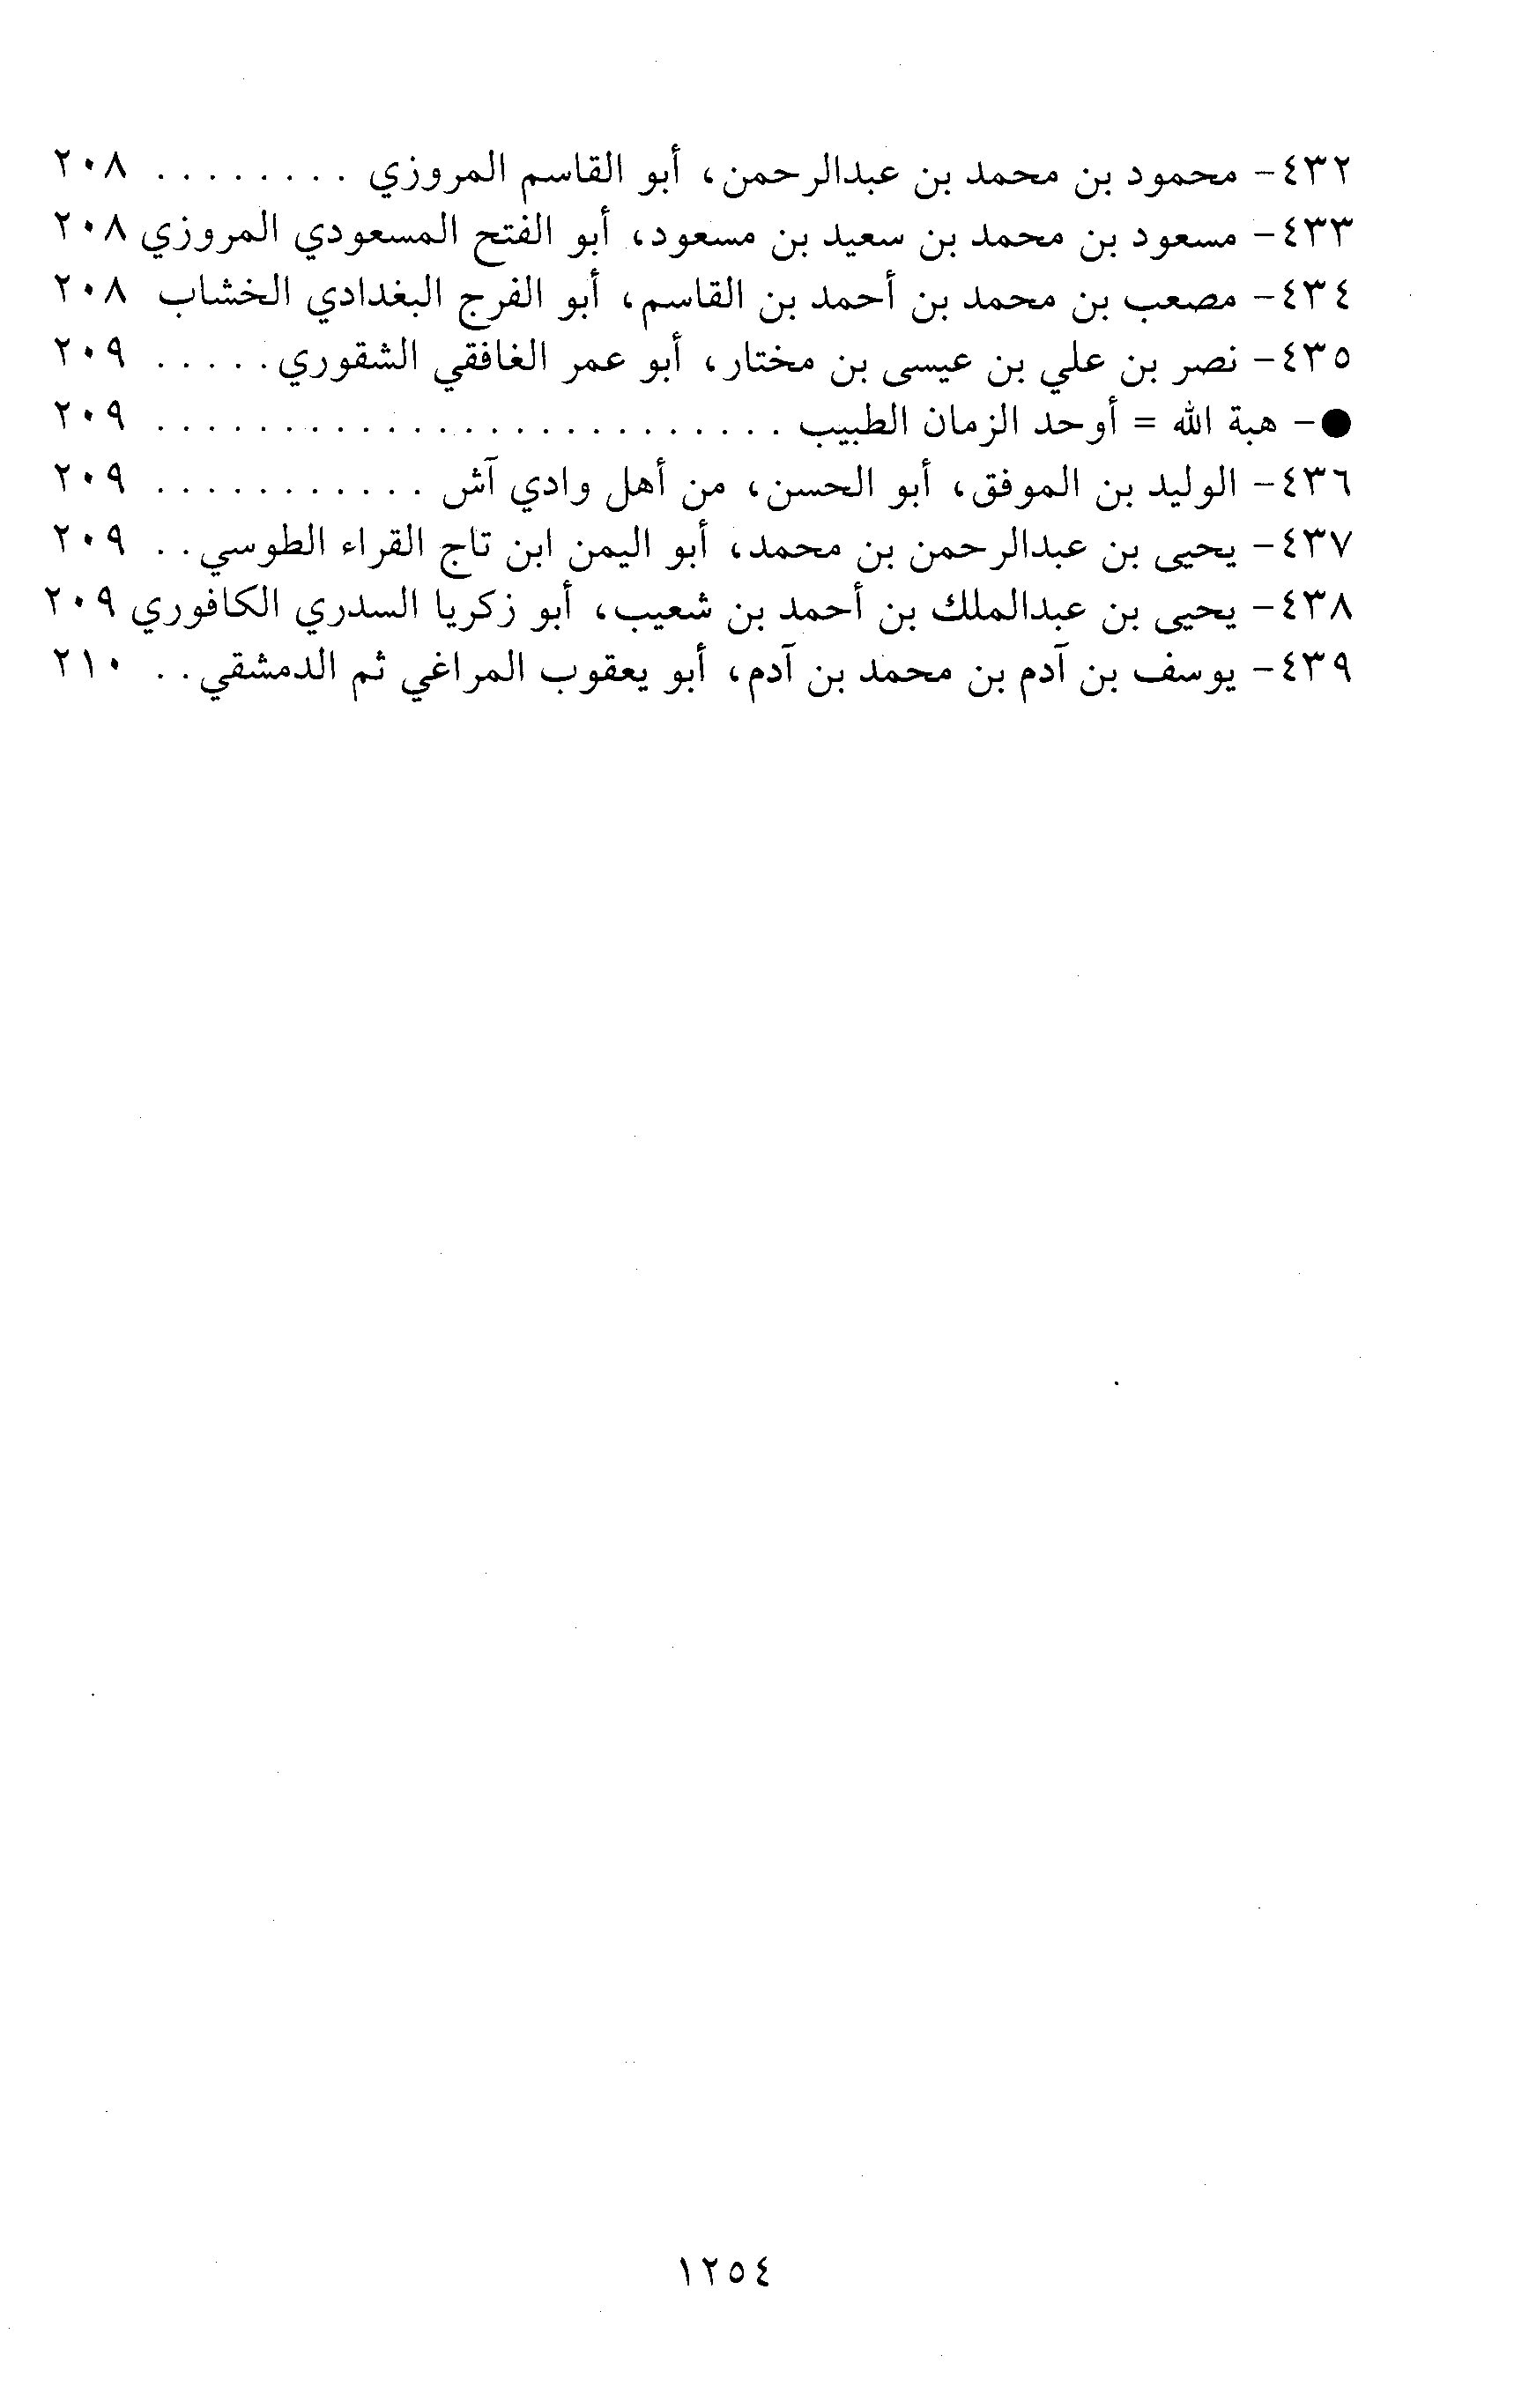 ٤٣٢- محمود بن محمد بن عبدالرحمن، أبو القاسم المروزي . . . . . . . . ٢٠٨
٤٣٣- مسعود بن محمد بن سعيد بن مسعود، أبو الفتح المسعودي المروزي ٢٠٨
٤٣٤- مصعب بن محمد بن أحمد بن القاسم، أبو الفرج البغدادي الخشاب ٢٠٨
٤٣٥- نصر بن علي بن عيسى بن مختار، أبو عمر الغافقي الشقوري . . . . . ٢٠٩
●- هبة الله = أوحد الزمان الطبيب . . . . . . . . . . . . . . . . . . . . . . . . . ٢٠٩
٤٣٦- الوليد بن الموفق، أبو الحسن، من أهل وادي آش . . . . . . . . . . . ٢٠٩
٤٣٧- يحيى بن عبدالرحمن بن محمد، أبو اليمن ابن تاج القراء الطوسي . . ٢٠٩
٤٣٨- يحيى بن عبدالملك بن أحمد بن شعيب، أبو زكريا السدري الكافوري ٢٠٩
٤٣٩- يوسف بن آدم بن محمد بن آدم، أبو يعقوب المراغي ثم الدمشقي . . ٢١٠
١٢٥٤